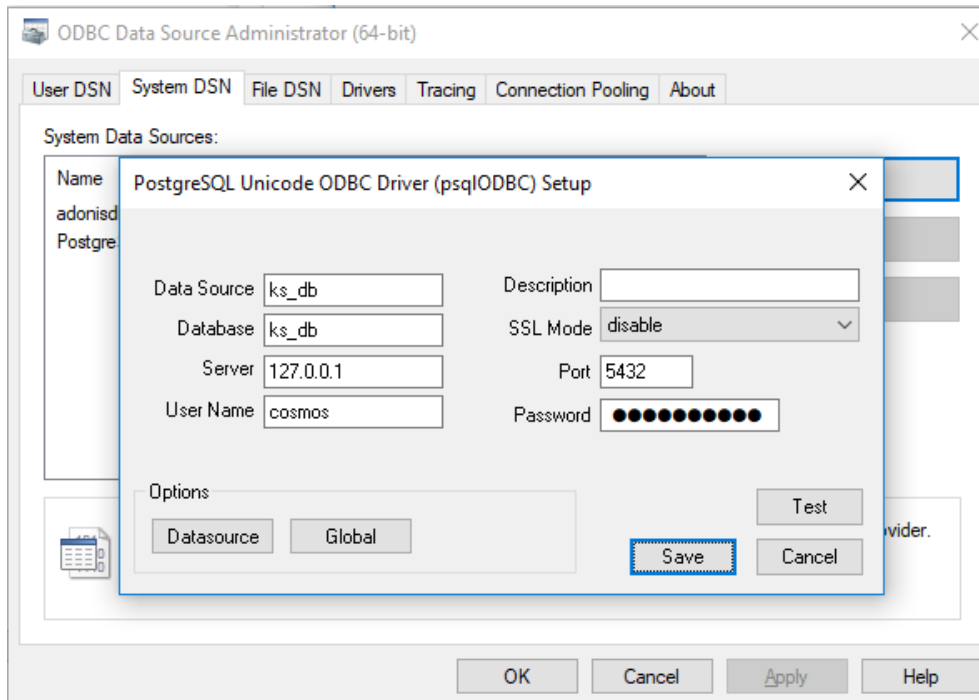 ODBC Data Source Administrator (64-bit)
User DSN System DSN File DSN Drivers Tracing Connection Pooling About
System Data Sources:
Name
PostgreSQL Unicode ODBC Driver (psqlODBC) Setup
Data Source ks_db
Description
Database ks_db
SSL Mode disable
Server 127.0.0.1
Port 5432
User Name cosmos
Password ●●●●●●●●●●
Options
Datasource Global
Test
Save Cancel
OK Cancel Apply Help